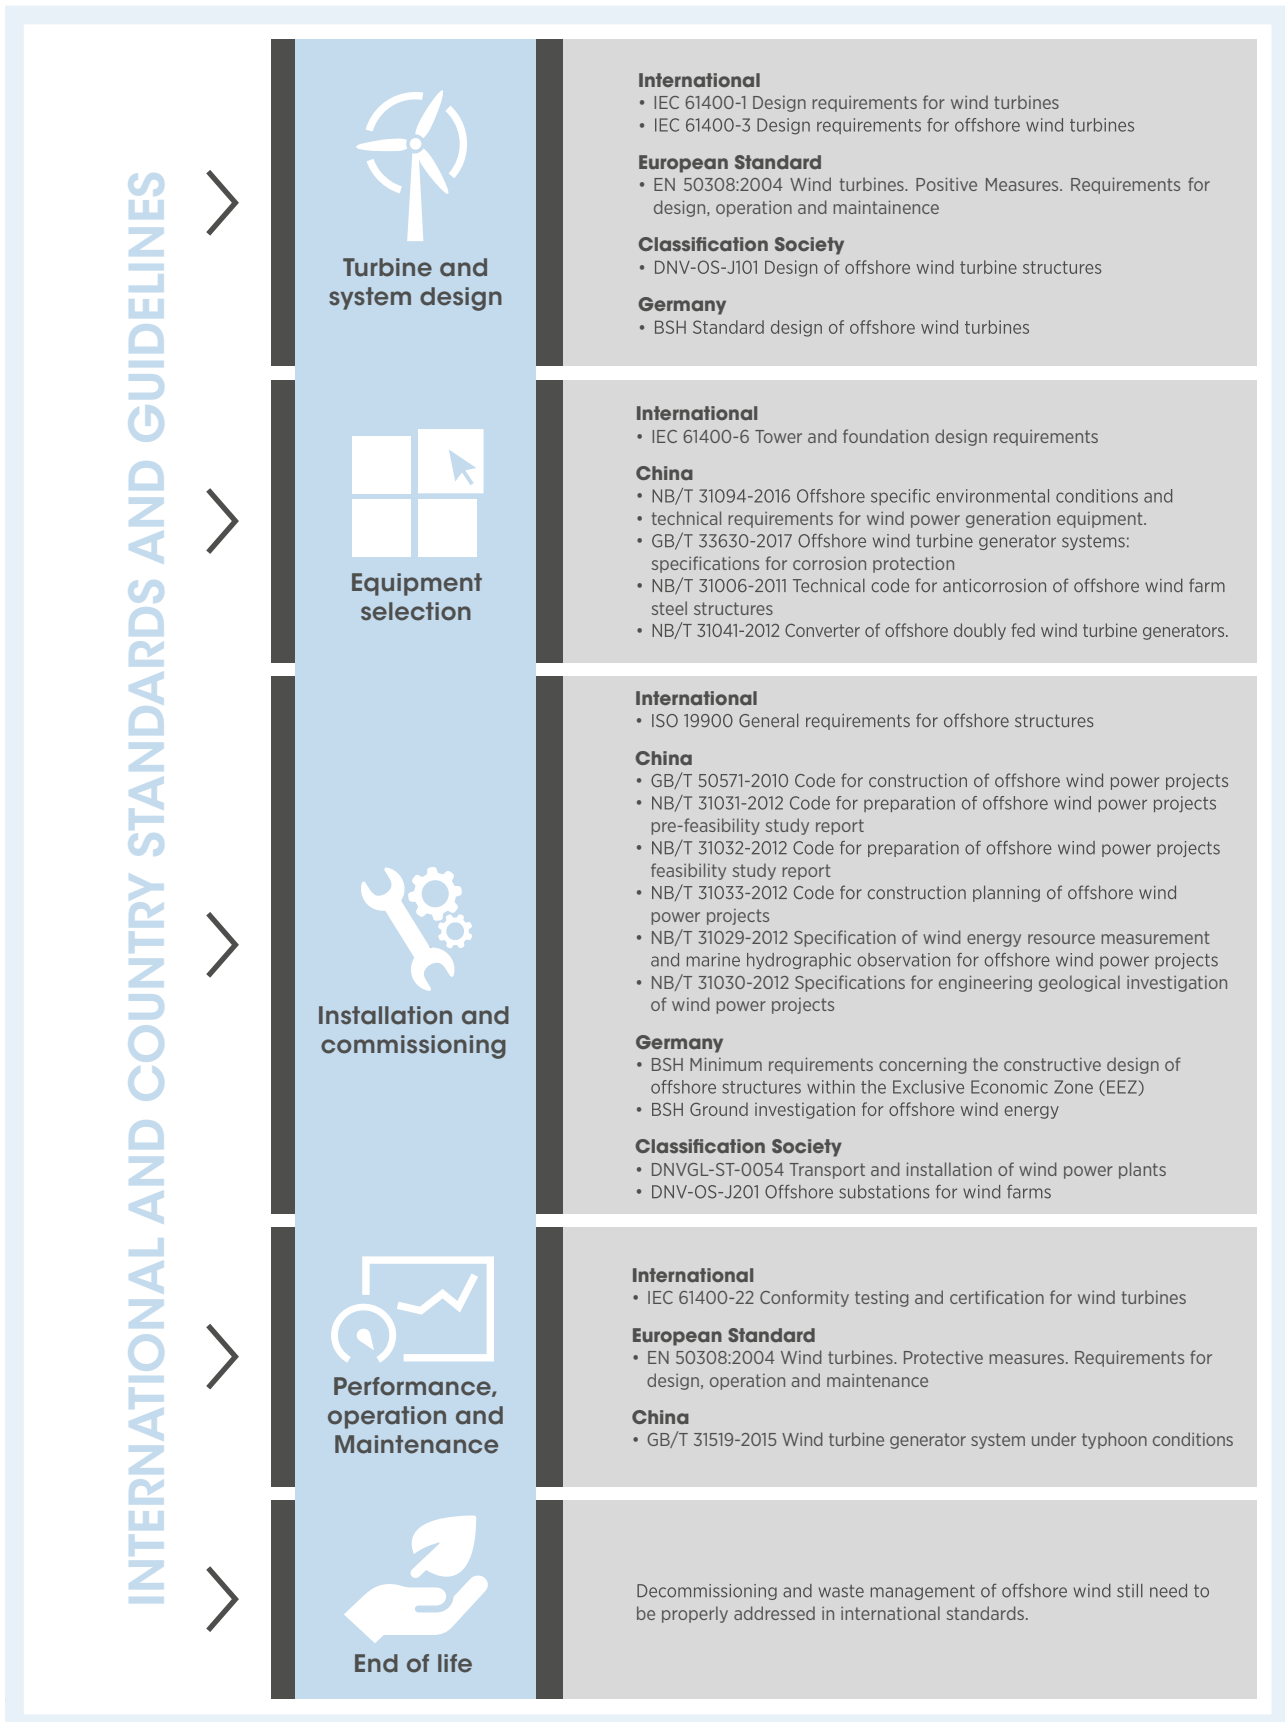 INTERNATIONAL AND COUNTRY STANDARDS AND GUIDELINES
Turbine and
system design
International
• IEC 61400-1 Design requirements for wind turbines
• IEC 61400-3 Design requirements for offshore wind turbines
European Standard
• EN 50308:2004 Wind turbines. Positive Measures. Requirements for
design, operation and maintainence
Classification Society
• DNV-OS-J101 Design of offshore wind turbine structures
Germany
• BSH Standard design of offshore wind turbines
Equipment
selection
International
• IEC 61400-6 Tower and foundation design requirements
China
• NB/T 31094-2016 Offshore specific environmental conditions and
• technical requirements for wind power generation equipment.
• GB/T 33630-2017 Offshore wind turbine generator systems:
specifications for corrosion protection
• NB/T 31006-2011 Technical code for anticorrosion of offshore wind farm
steel structures
• NB/T 31041-2012 Converter of offshore doubly fed wind turbine generators.
Installation and
commissioning
International
• ISO 19900 General requirements for offshore structures
China
• GB/T 50571-2010 Code for construction of offshore wind power projects
• NB/T 31031-2012 Code for preparation of offshore wind power projects
pre-feasibility study report
• NB/T 31032-2012 Code for preparation of offshore wind power projects
feasibility study report
• NB/T 31033-2012 Code for construction planning of offshore wind
power projects
• NB/T 31029-2012 Specification of wind energy resource measurement
and marine hydrographic observation for offshore wind power projects
• NB/T 31030-2012 Specifications for engineering geological investigation
of wind power projects
Germany
• BSH Minimum requirements concerning the constructive design of
offshore structures within the Exclusive Economic Zone (EEZ)
• BSH Ground investigation for offshore wind energy
Classification Society
• DNVGL-ST-0054 Transport and installation of wind power plants
• DNV-OS-J201 Offshore substations for wind farms
Performance,
operation and
Maintenance
International
• IEC 61400-22 Conformity testing and certification for wind turbines
European Standard
• EN 50308:2004 Wind turbines. Protective measures. Requirements for
design, operation and maintenance
China
• GB/T 31519-2015 Wind turbine generator system under typhoon conditions
End of life
Decommissioning and waste management of offshore wind still need to
be properly addressed in international standards.